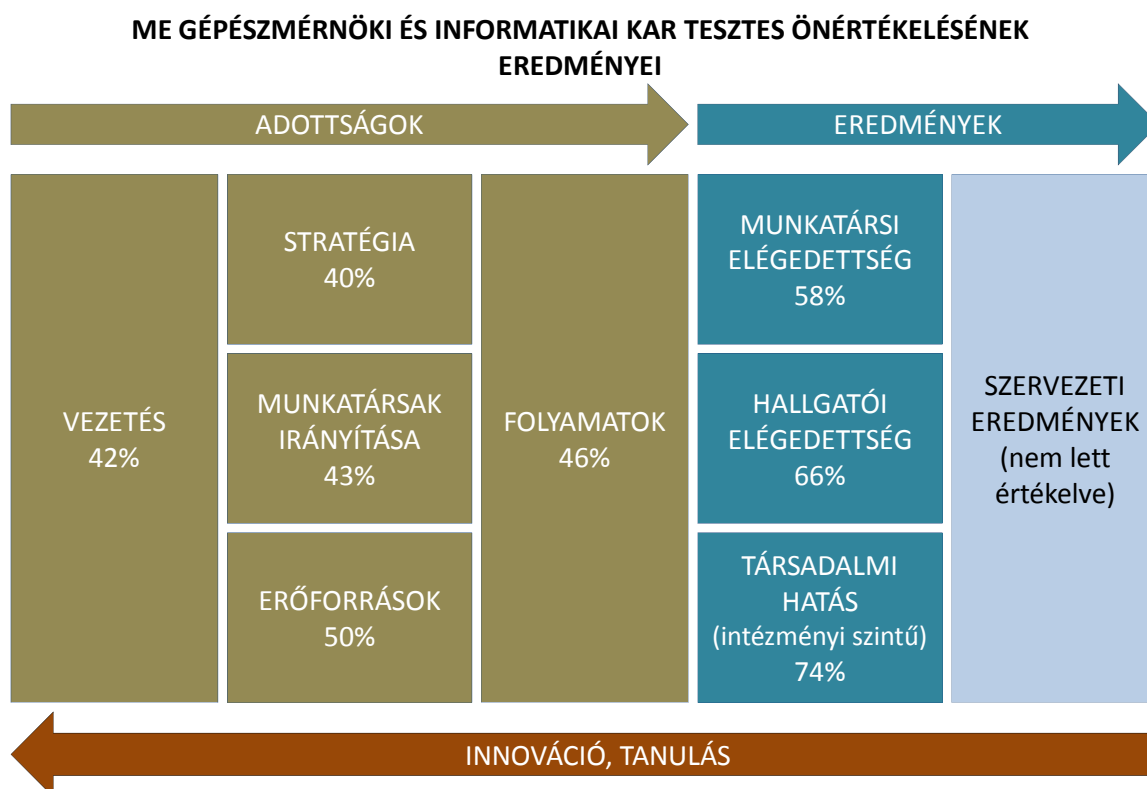 ME GÉPÉSZMÉRNÖKI ÉS INFORMATIKAI KAR TESZTES ÖNÉRTÉKELÉSÉNEK
EREDMÉNYEI
ADOTTSÁGOK
EREDMÉNYEK
VEZETÉS
42%
STRATÉGIA
40%
MUNKATÁRSAK
IRÁNYÍTÁSA
43%
ERŐFORRÁSOK
50%
FOLYAMATOK
46%
MUNKATÁRSI
ELÉGEDETTSÉG
58%
HALLGATÓI
ELÉGEDETTSÉG
66%
TÁRSADALMI
HATÁS
(intézményi szintű)
74%
SZERVEZETI
EREDMÉNYEK
(nem lett
értékelve)
INNOVÁCIÓ, TANULÁS